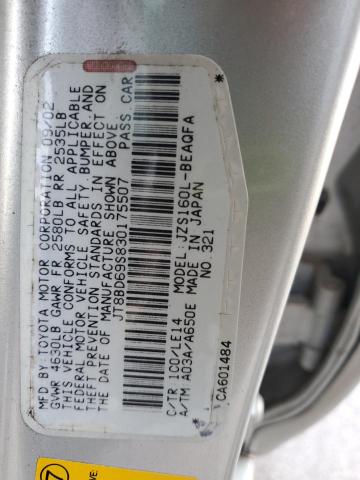 MFD BY: TOYOTA MOTOR CORPORATION 09/02
GVWR 4530LB GAWR FR 2580LB RR 2535LB
THIS VEHICLE CONFORMS TO ALL APPLICABLE
FEDERAL MOTOR VEHICLE SAFETY BUMPER, AND
THEFT PREVENTION STANDARDS IN EFFECT ON
THE DATE OF MANUFACTURE SHOWN ABOVE.
JT8BD69S830175507 PASS CAR
C/TR 1C0/LE14 MODEL: JZS160L-BEAQFA
A/TM A03A/A650E MADE IN JAPAN
NO.321
CA601484